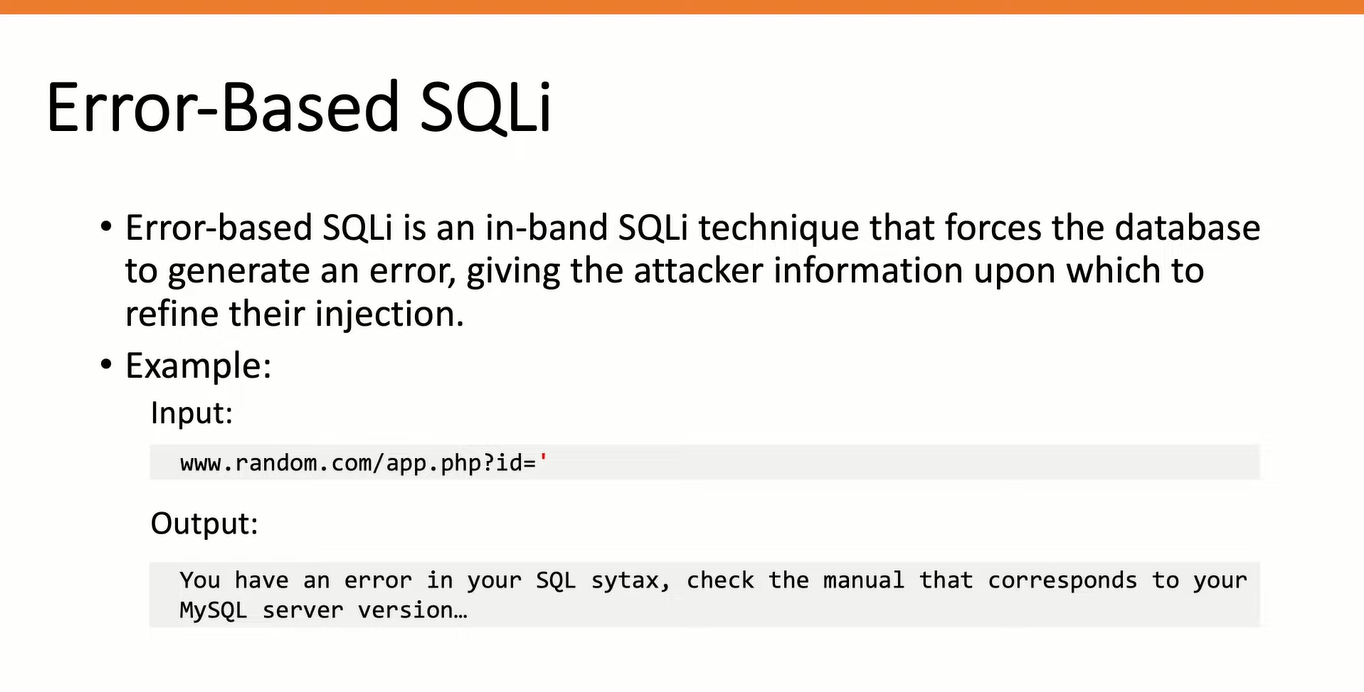 Error-Based SQLi
• Error-based SQLi is an in-band SQLi technique that forces the database
to generate an error, giving the attacker information upon which to
refine their injection.
• Example:
Input:
www.random.com/app.php?id='
Output:
You have an error in your SQL sytax, check the manual that corresponds to your
MySQL server version…